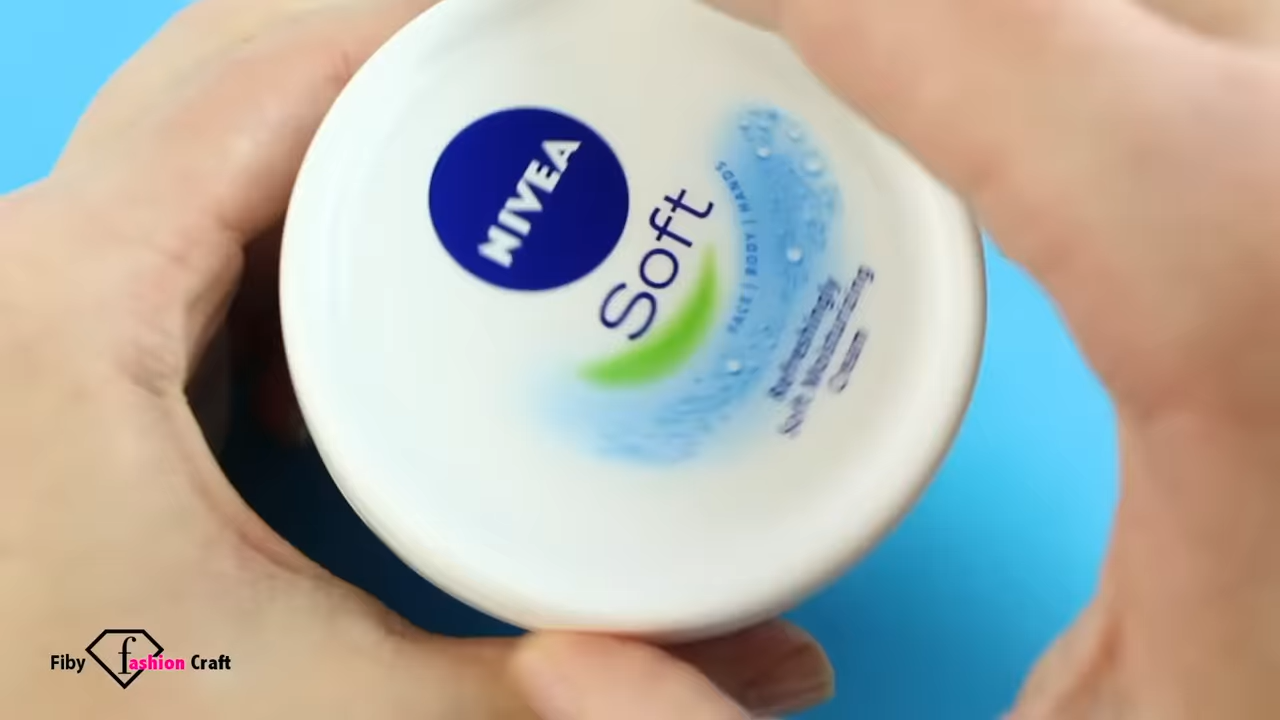 NIVEA
Soft
FACE | BODY | HANDS
Refreshingly
Soft Moisturizing
Cream
Fiby fashion Craft